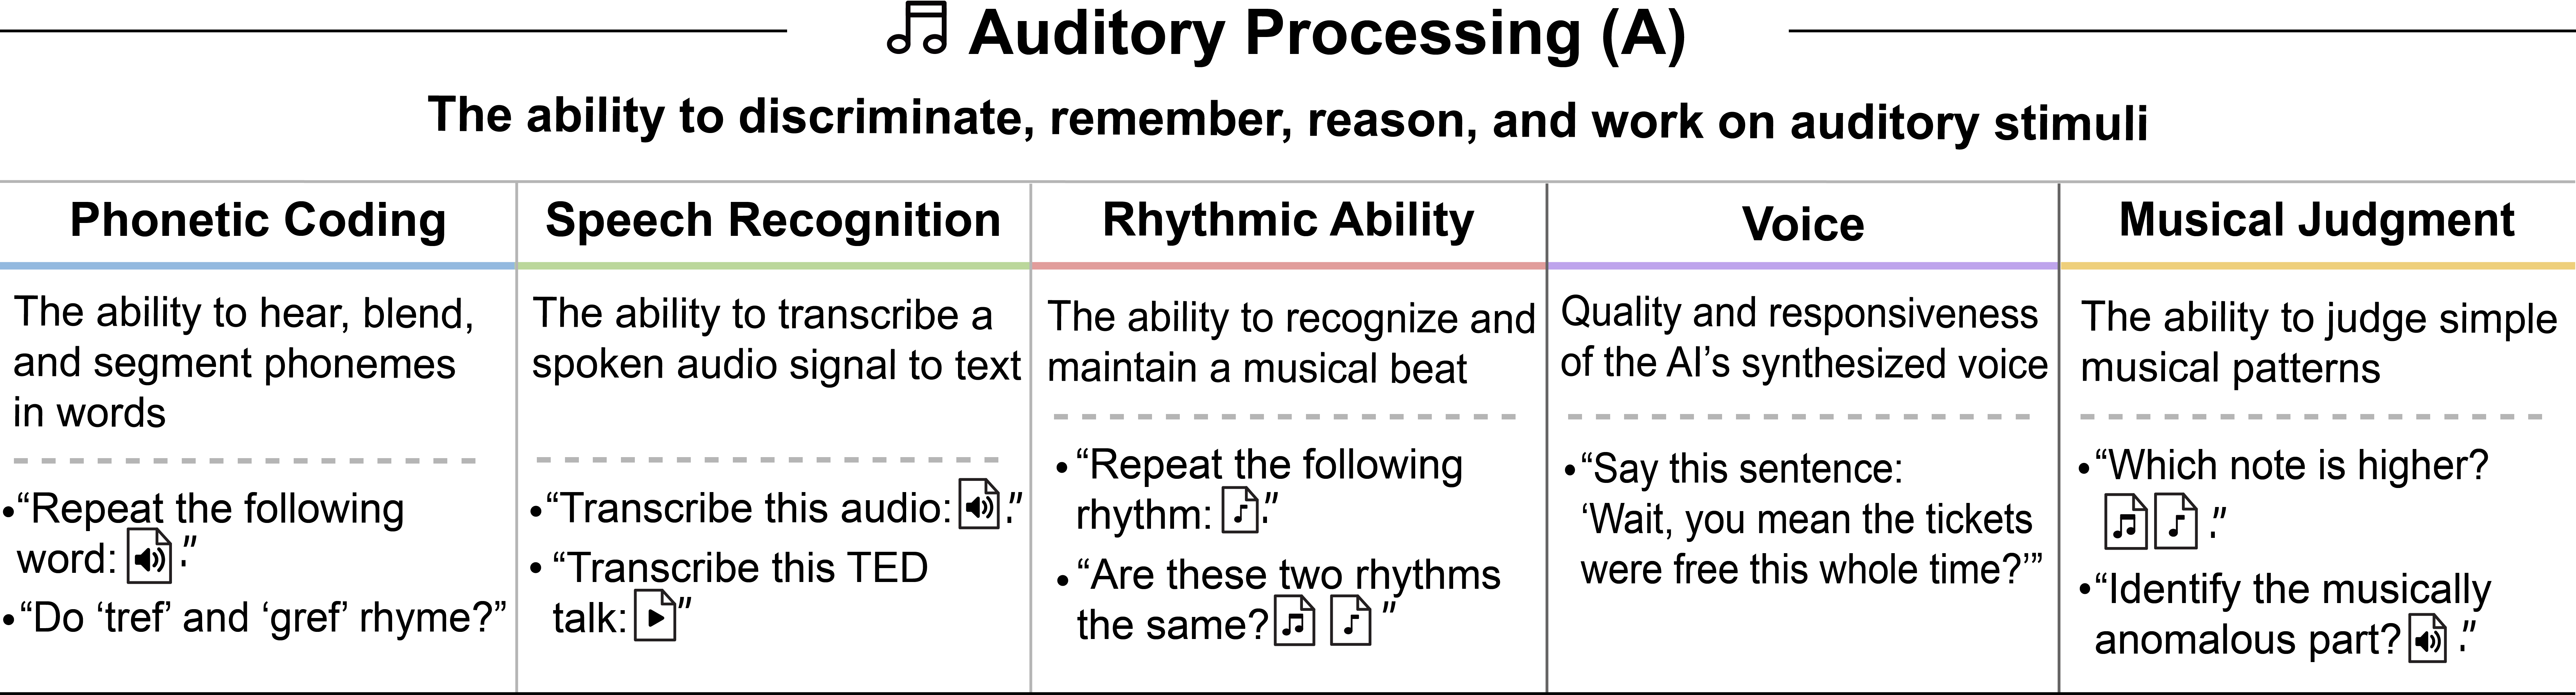 Auditory Processing (A)
The ability to discriminate, remember, reason, and work on auditory stimuli
Phonetic Coding
The ability to hear, blend,
and segment phonemes
in words
•“Repeat the following
word: .”
•“Do ‘tref’ and ‘gref’ rhyme?”
Speech Recognition
The ability to transcribe a
spoken audio signal to text
•“Transcribe this audio: .”
• “Transcribe this TED
talk: ”
Rhythmic Ability
The ability to recognize and
maintain a musical beat
•“Repeat the following
rhythm: .”
•“Are these two rhythms
the same? ”
Voice
Quality and responsiveness
of the AI’s synthesized voice
•“Say this sentence:
‘Wait, you mean the tickets
were free this whole time?’”
Musical Judgment
The ability to judge simple
musical patterns
•“Which note is higher?
.”
•“Identify the musically
anomalous part? .”